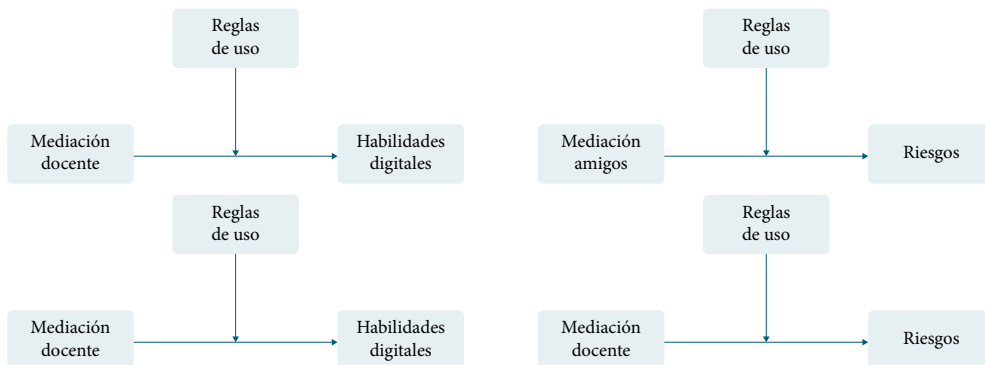 Reglas
de uso
Reglas
de uso
Mediación
docente
Habilidades
digitales
Mediación
amigos
Riesgos
Reglas
de uso
Reglas
de uso
Mediación
docente
Habilidades
digitales
Mediación
docente
Riesgos